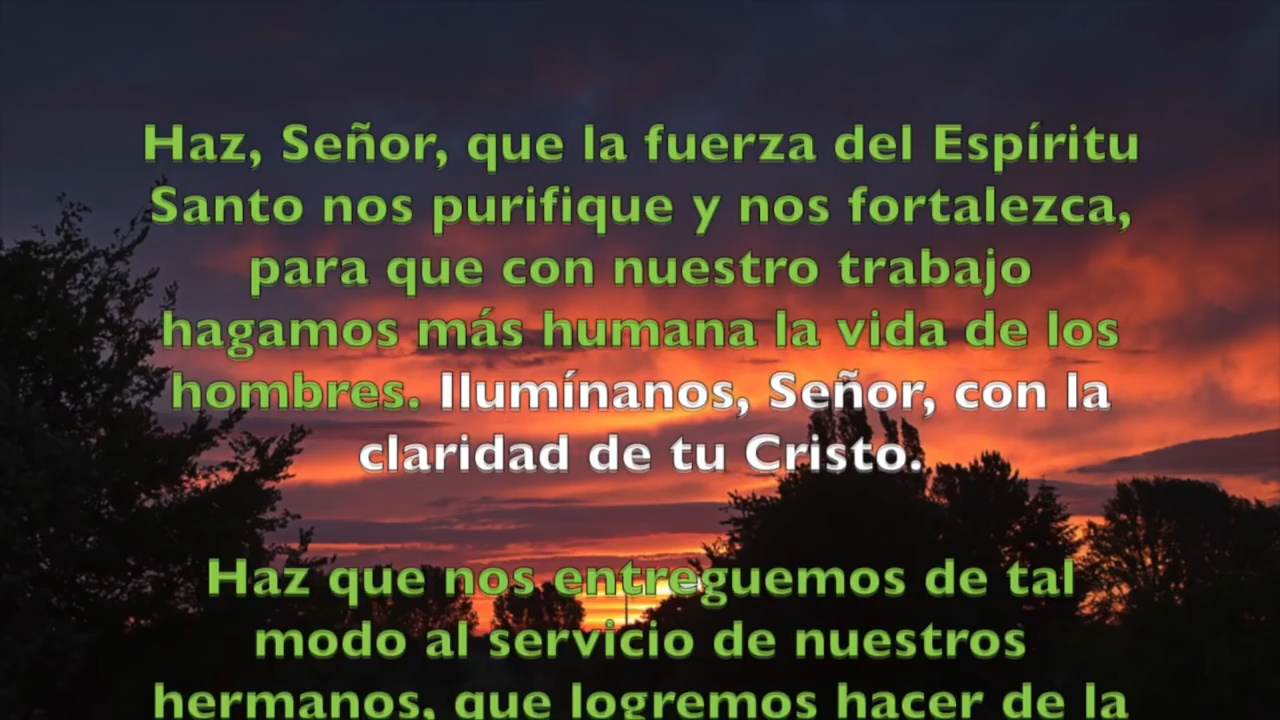 Haz, Señor, que la fuerza del Espíritu
Santo nos purifique y nos fortalezca,
para que con nuestro trabajo
hagamos más humana la vida de los
hombres. Ilumínanos, Señor, con la
claridad de tu Cristo.
Haz que nos entreguemos de tal
modo al servicio de nuestros
hermanos, que logremos hacer de la